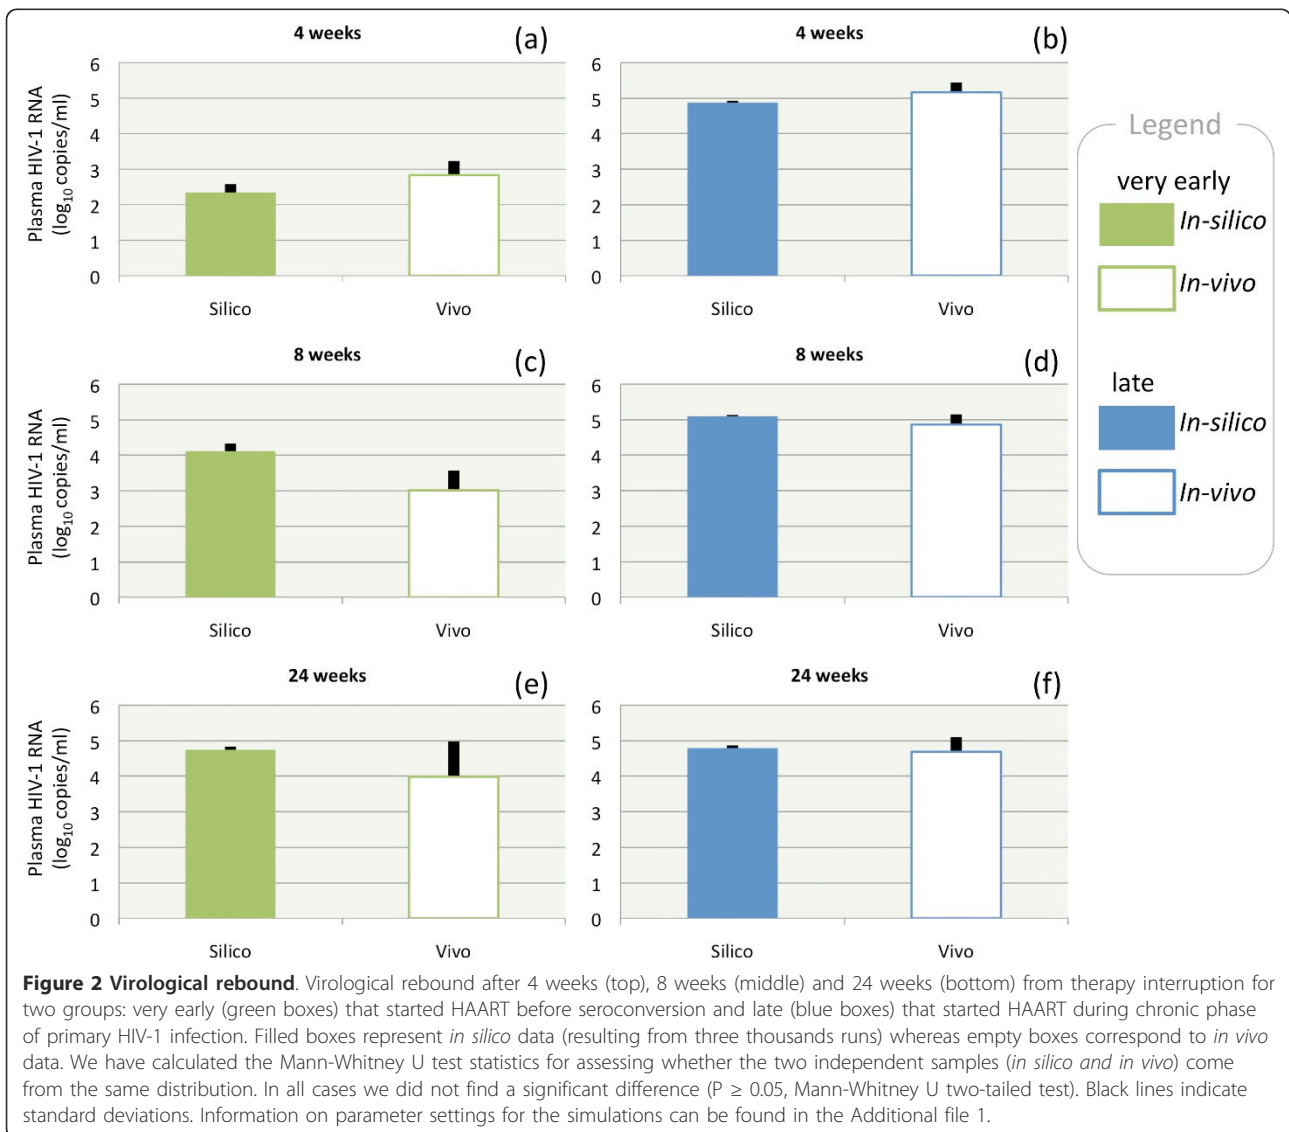 4 weeks
(a)
4 weeks
(b)
Plasma HIV-1 RNA
(log10 copies/ml)
6
5
4
3
2
1
0
Silico
Vivo
6
5
4
3
2
1
0
Silico
Vivo
Legend
very early
In-silico
In-vivo
late
In-silico
In-vivo
8 weeks
(c)
8 weeks
(d)
Plasma HIV-1 RNA
(log10 copies/ml)
6
5
4
3
2
1
0
Silico
Vivo
6
5
4
3
2
1
0
Silico
Vivo
24 weeks
(e)
24 weeks
(f)
Plasma HIV-1 RNA
(log10 copies/ml)
6
5
4
3
2
1
0
Silico
Vivo
6
5
4
3
2
1
0
Silico
Vivo
Figure 2 Virological rebound. Virological rebound after 4 weeks (top), 8 weeks (middle) and 24 weeks (bottom) from therapy interruption for
two groups: very early (green boxes) that started HAART before seroconversion and late (blue boxes) that started HAART during chronic phase
of primary HIV-1 infection. Filled boxes represent in silico data (resulting from three thousands runs) whereas empty boxes correspond to in vivo
data. We have calculated the Mann-Whitney U test statistics for assessing whether the two independent samples (in silico and in vivo) come
from the same distribution. In all cases we did not find a significant difference (P ≥ 0.05, Mann-Whitney U two-tailed test). Black lines indicate
standard deviations. Information on parameter settings for the simulations can be found in the Additional file 1.